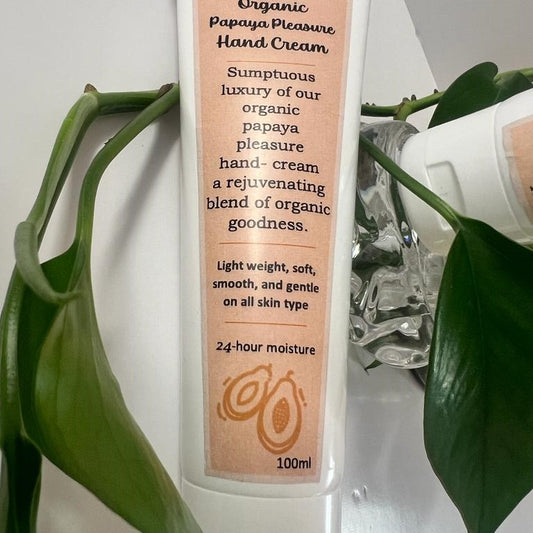 Organic
Papaya Pleasure
Hand Cream
Sumptuous
luxury of our
organic
papaya
pleasure
hand- cream
a rejuvenating
blend of organic
goodness.
Light weight, soft,
smooth, and gentle
on all skin type
24-hour moisture
100ml